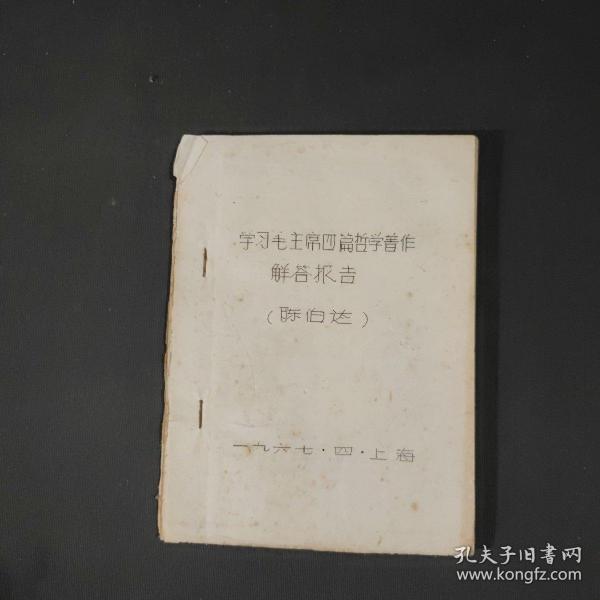 学习毛主席四篇哲学著作
解答报告
(陈伯达)
一九六七·四·上海
孔夫子旧书网
www.kongfz.com